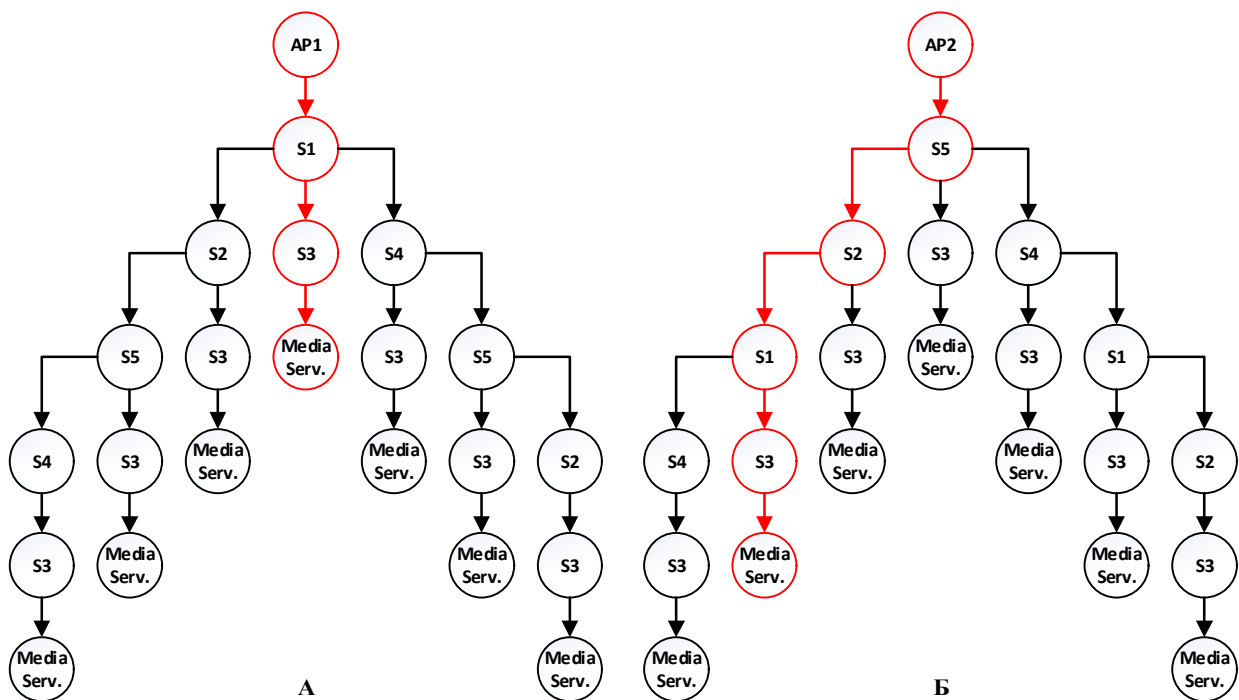 AP1
S1
S2
S3
S4
S5
S3
Media
Serv.
S3
S5
S4
S3
Media
Serv.
Media
Serv.
S3
S2
S3
Media
Serv.
Media
Serv.
S3
Media
Serv.
Media
Serv.
А
AP2
S5
S2
S3
S4
S1
S3
Media
Serv.
S3
S1
S4
S3
Media
Serv.
Media
Serv.
S3
S2
S3
Media
Serv.
Media
Serv.
S3
Media
Serv.
Media
Serv.
Б